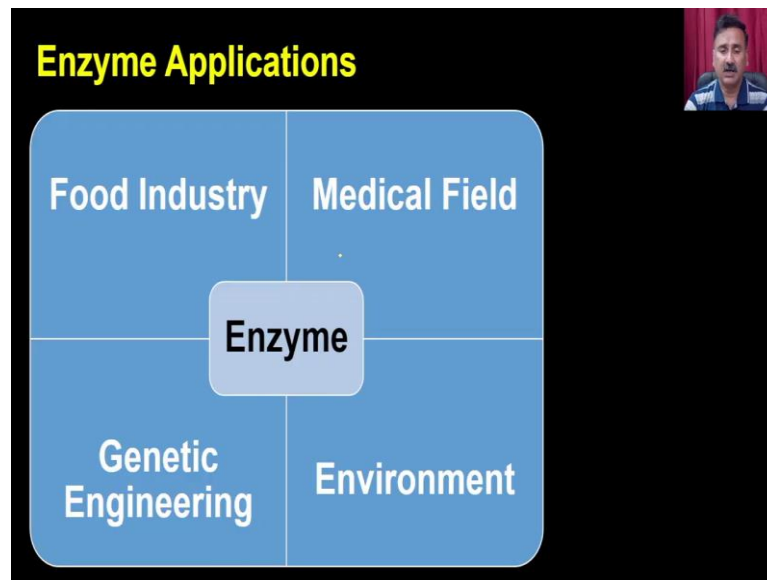 Enzyme Applications
Food Industry
Medical Field
Enzyme
Genetic
Engineering
Environment